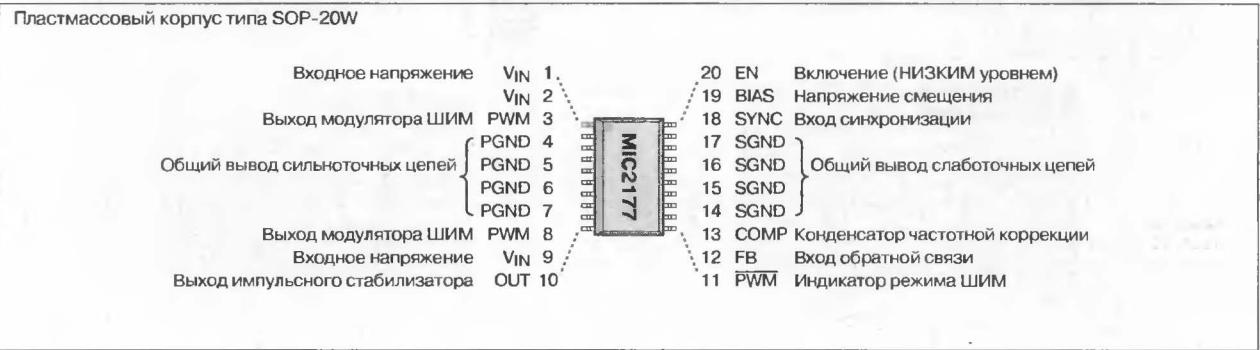 Пластмассовый корпус типа SOP-20W
Входное напряжение VIN 1
VIN 2
Выход модулятора ШИМ PWM 3
PGND 4
Общий вывод сильноточных цепей PGND 5
PGND 6
PGND 7
Выход модулятора ШИМ PWM 8
Входное напряжение VIN 9
Выход импульсного стабилизатора OUT 10
MIC2177
20 EN Включение (НИЗКИМ уровнем)
19 BIAS Напряжение смещения
18 SYNC Вход синхронизации
17 SGND
16 SGND Общий вывод слаботочных цепей
15 SGND
14 SGND
13 COMP Конденсатор частотной коррекции
12 FB Вход обратной связи
11 P̅W̅M̅ Индикатор режима ШИМ